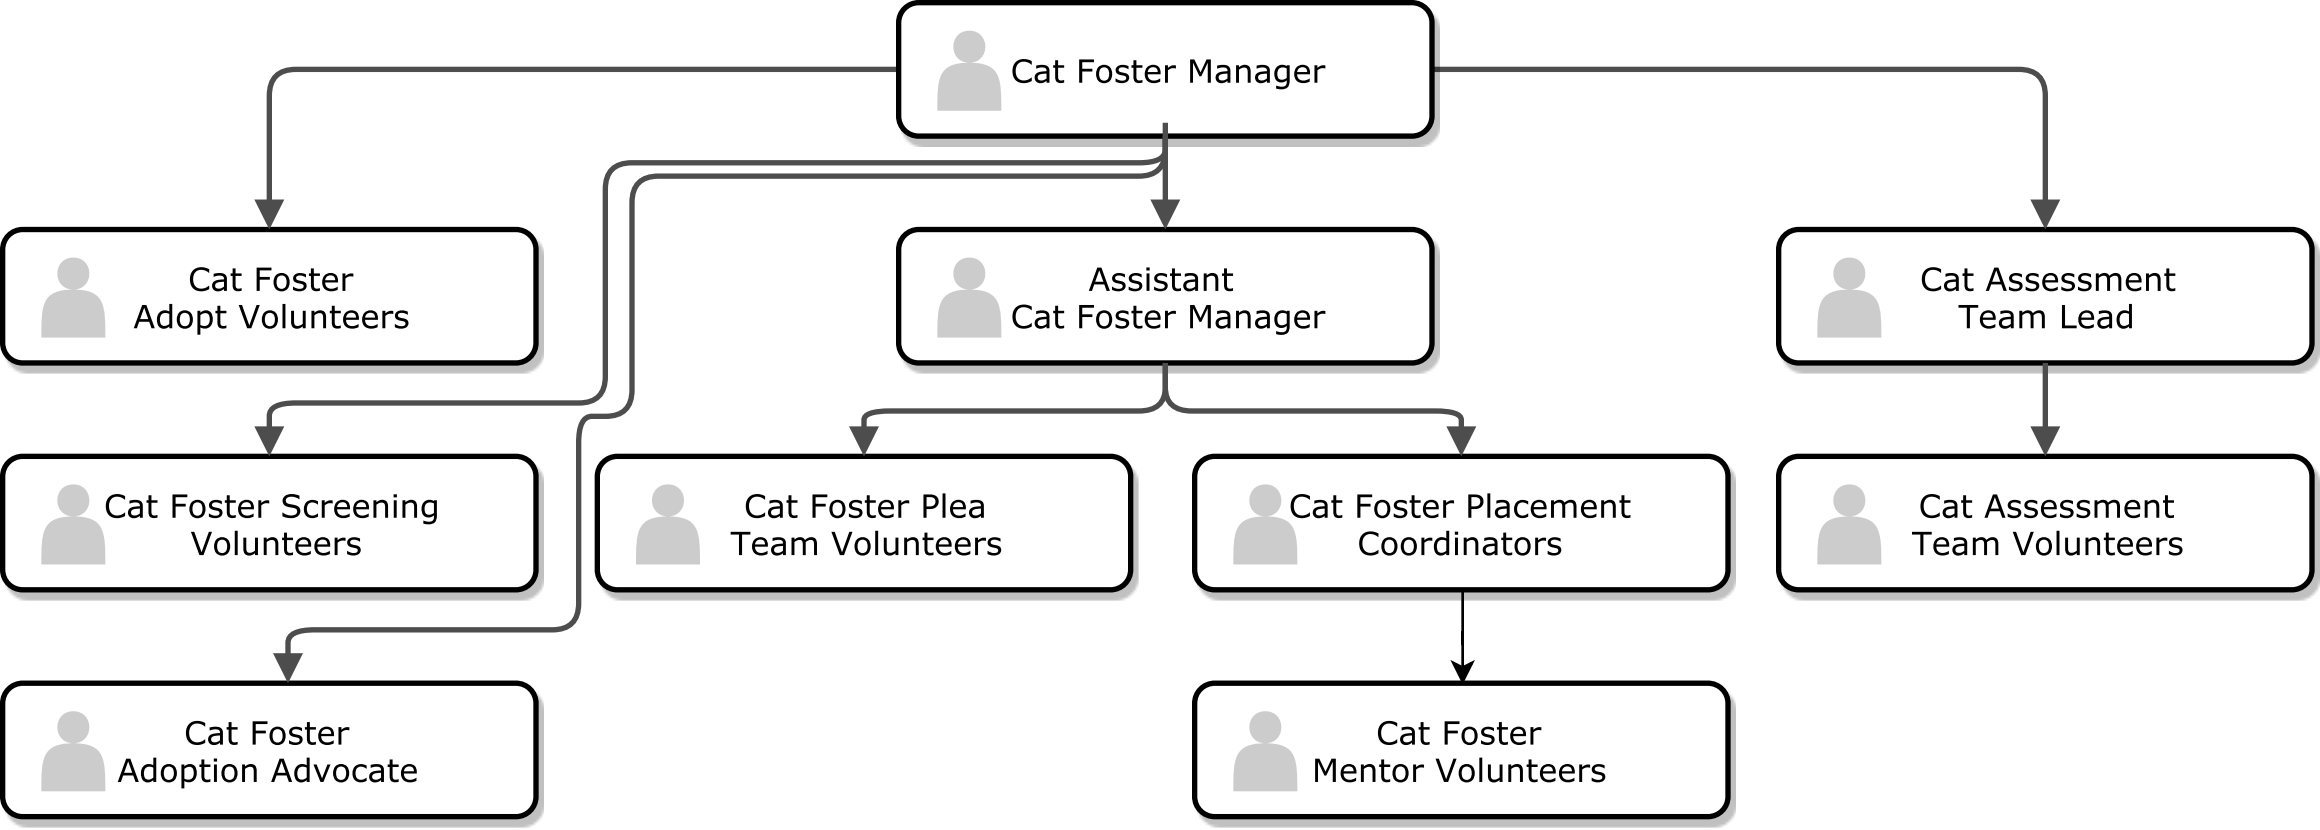 Cat Foster Manager
Cat Foster
Adopt Volunteers
Assistant
Cat Foster Manager
Cat Assessment
Team Lead
Cat Foster Screening
Volunteers
Cat Foster Plea
Team Volunteers
Cat Foster Placement
Coordinators
Cat Assessment
Team Volunteers
Cat Foster
Adoption Advocate
Cat Foster
Mentor Volunteers